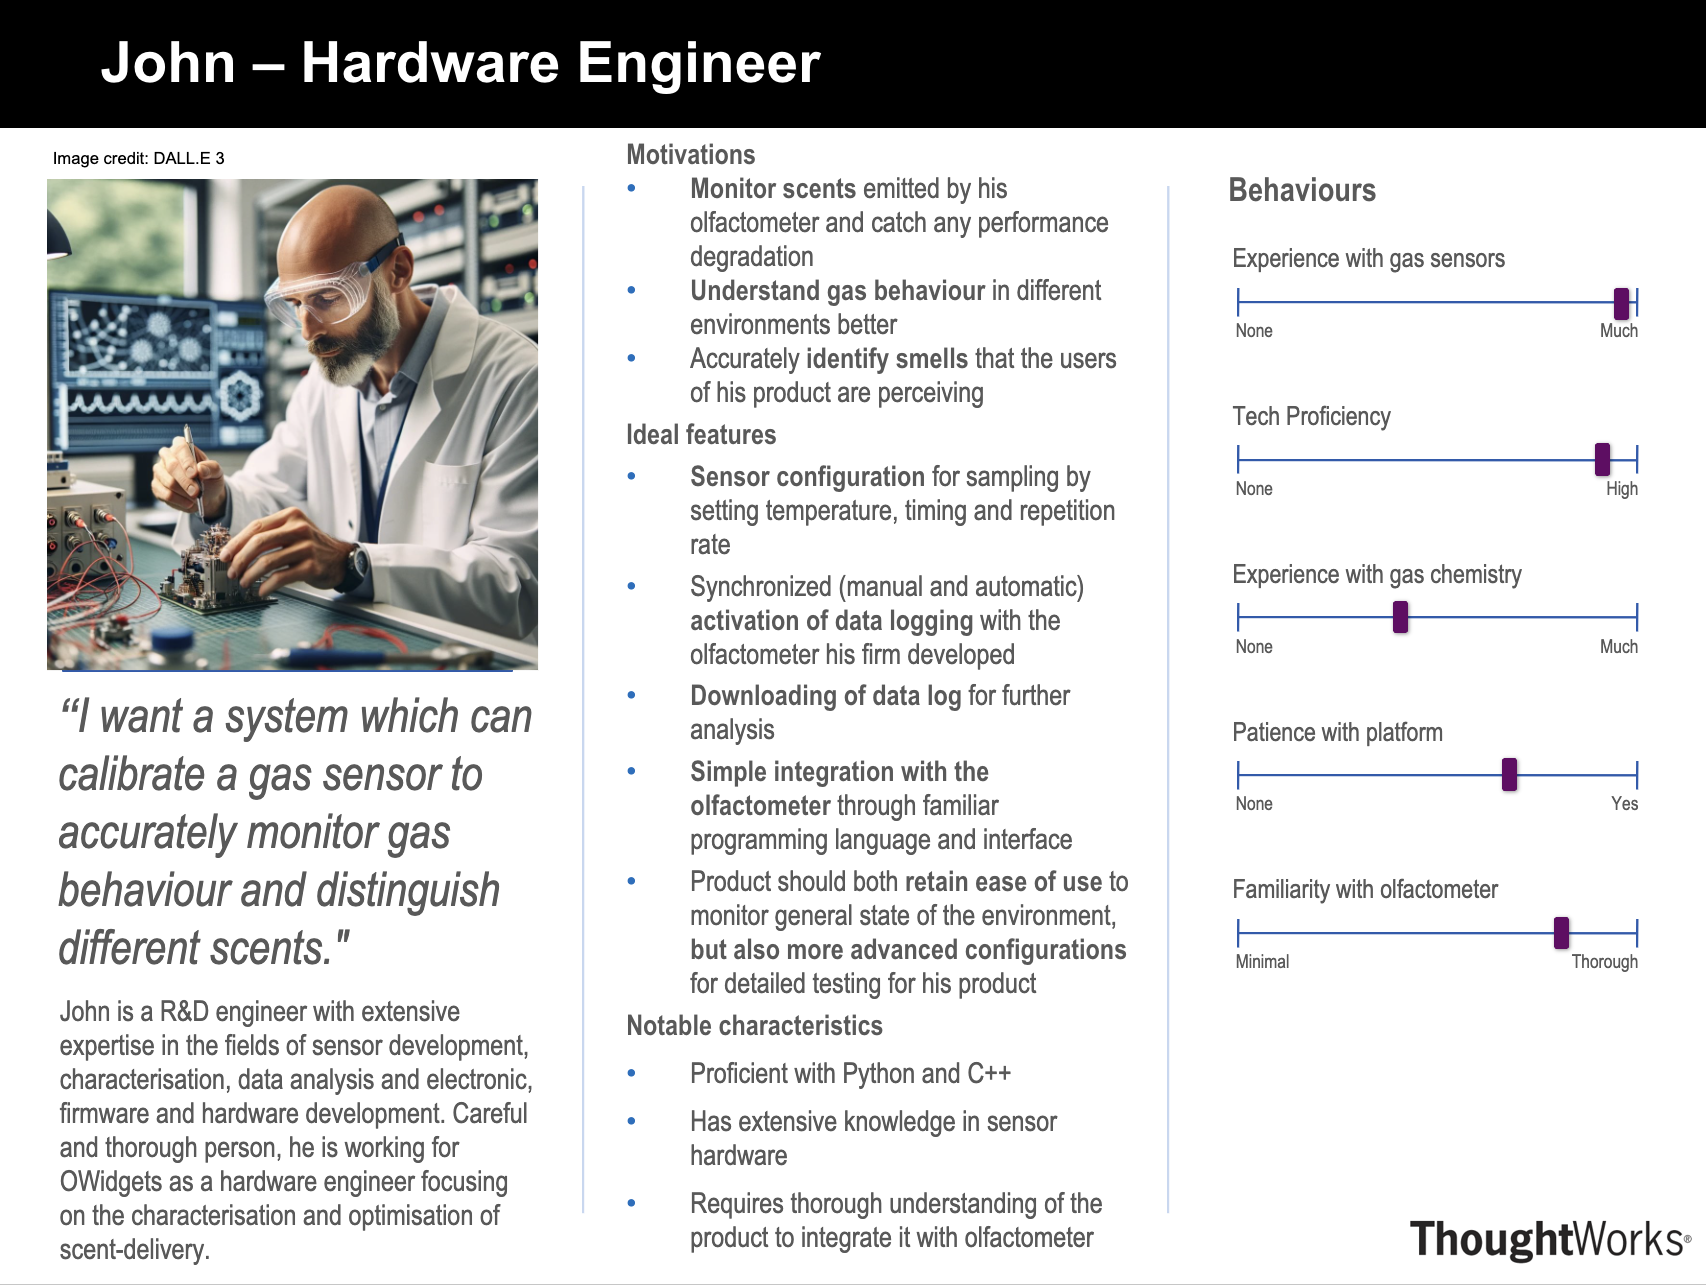 John – Hardware Engineer
Image credit: DALL.E 3
“I want a system which can
calibrate a gas sensor to
accurately monitor gas
behaviour and distinguish
different scents."
John is a R&D engineer with extensive
expertise in the fields of sensor development,
characterisation, data analysis and electronic,
firmware and hardware development. Careful
and thorough person, he is working for
OWidgets as a hardware engineer focusing
on the characterisation and optimisation of
scent-delivery.
Motivations
• Monitor scents emitted by his
olfactometer and catch any performance
degradation
• Understand gas behaviour in different
environments better
• Accurately identify smells that the users
of his product are perceiving
Ideal features
• Sensor configuration for sampling by
setting temperature, timing and repetition
rate
• Synchronized (manual and automatic)
activation of data logging with the
olfactometer his firm developed
• Downloading of data log for further
analysis
• Simple integration with the
olfactometer through familiar
programming language and interface
• Product should both retain ease of use to
monitor general state of the environment,
but also more advanced configurations
for detailed testing for his product
Notable characteristics
• Proficient with Python and C++
• Has extensive knowledge in sensor
hardware
• Requires thorough understanding of the
product to integrate it with olfactometer
Behaviours
Experience with gas sensors
None Much
Tech Proficiency
None High
Experience with gas chemistry
None Much
Patience with platform
None Yes
Familiarity with olfactometer
Minimal Thorough
ThoughtWorks®